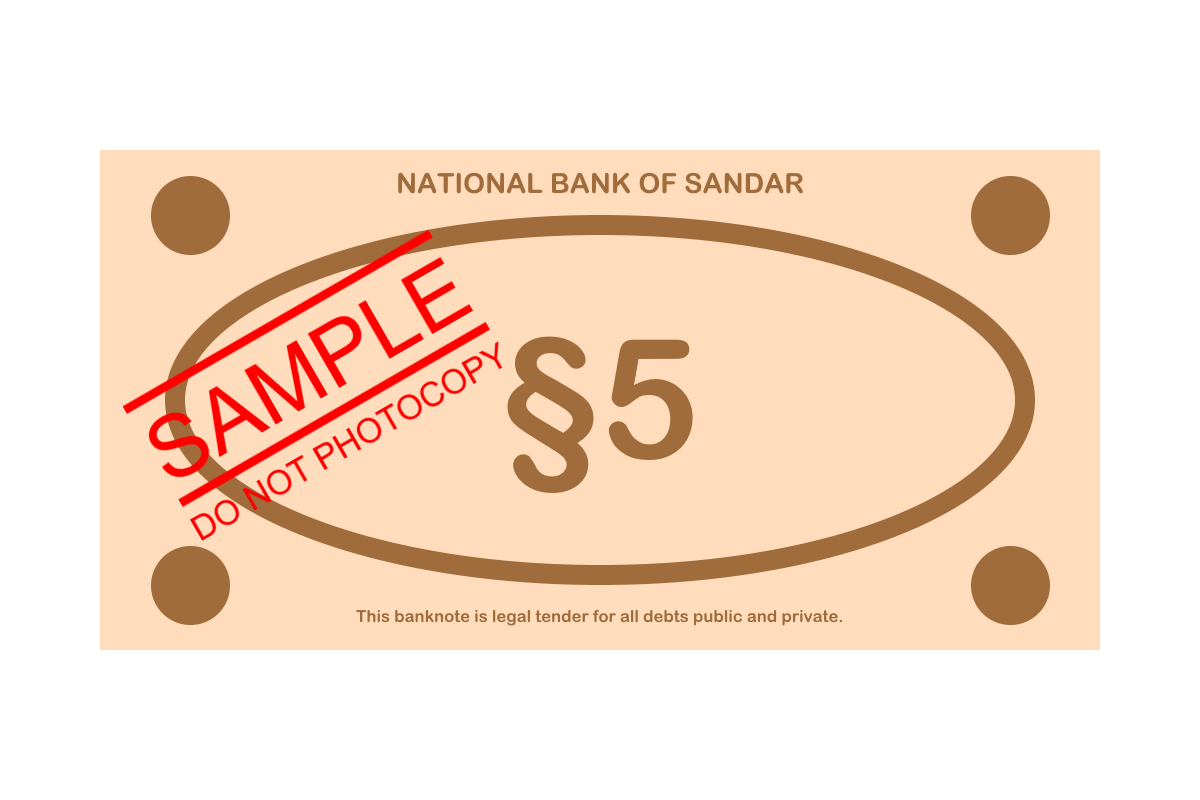 NATIONAL BANK OF SANDAR
SAMPLE
DO NOT PHOTOCOPY
§5
This banknote is legal tender for all debts public and private.